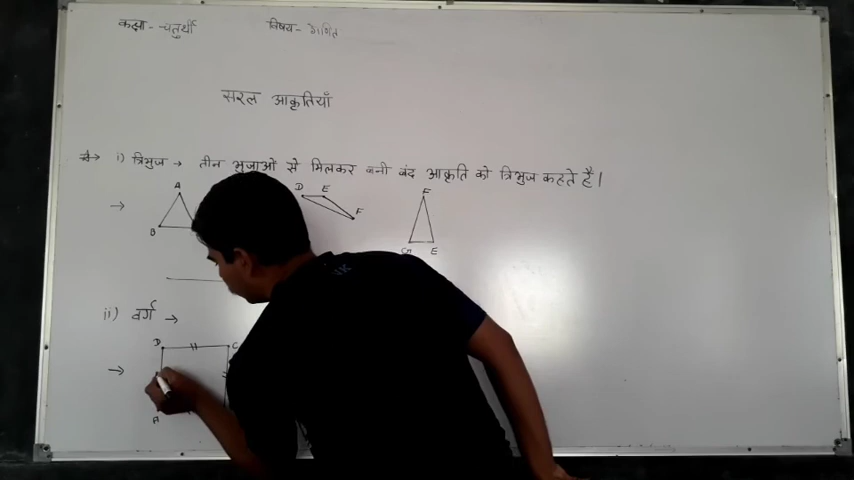 कक्षा - चतुर्थी विषय - गणित
सरल आकृतियाँ
i) त्रिभुज → तीन भुजाओं से मिलकर बनी बंद आकृति को त्रिभुज कहते हैं।
→ A B D E F F G E
ii) वर्ग →
D C
→
A